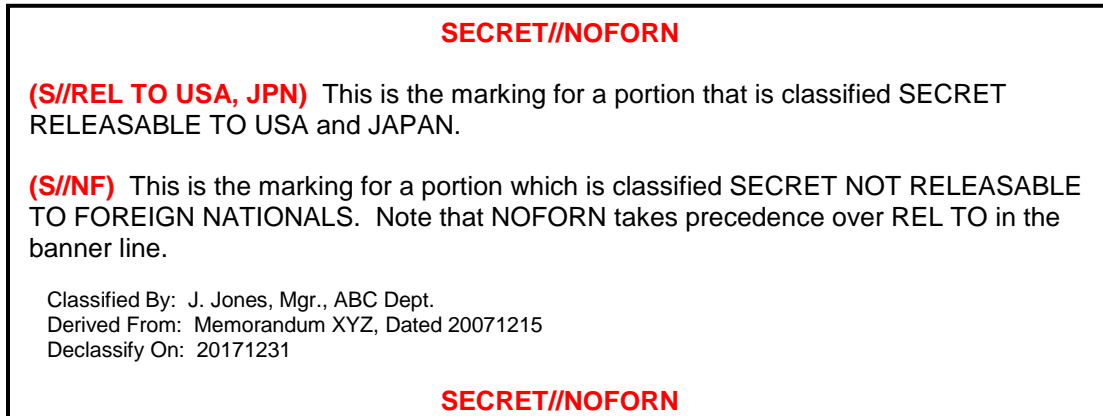 SECRET//NOFORN
(S//REL TO USA, JPN) This is the marking for a portion that is classified SECRET
RELEASABLE TO USA and JAPAN.
(S//NF) This is the marking for a portion which is classified SECRET NOT RELEASABLE
TO FOREIGN NATIONALS. Note that NOFORN takes precedence over REL TO in the
banner line.
Classified By: J. Jones, Mgr., ABC Dept.
Derived From: Memorandum XYZ, Dated 20071215
Declassify On: 20171231
SECRET//NOFORN